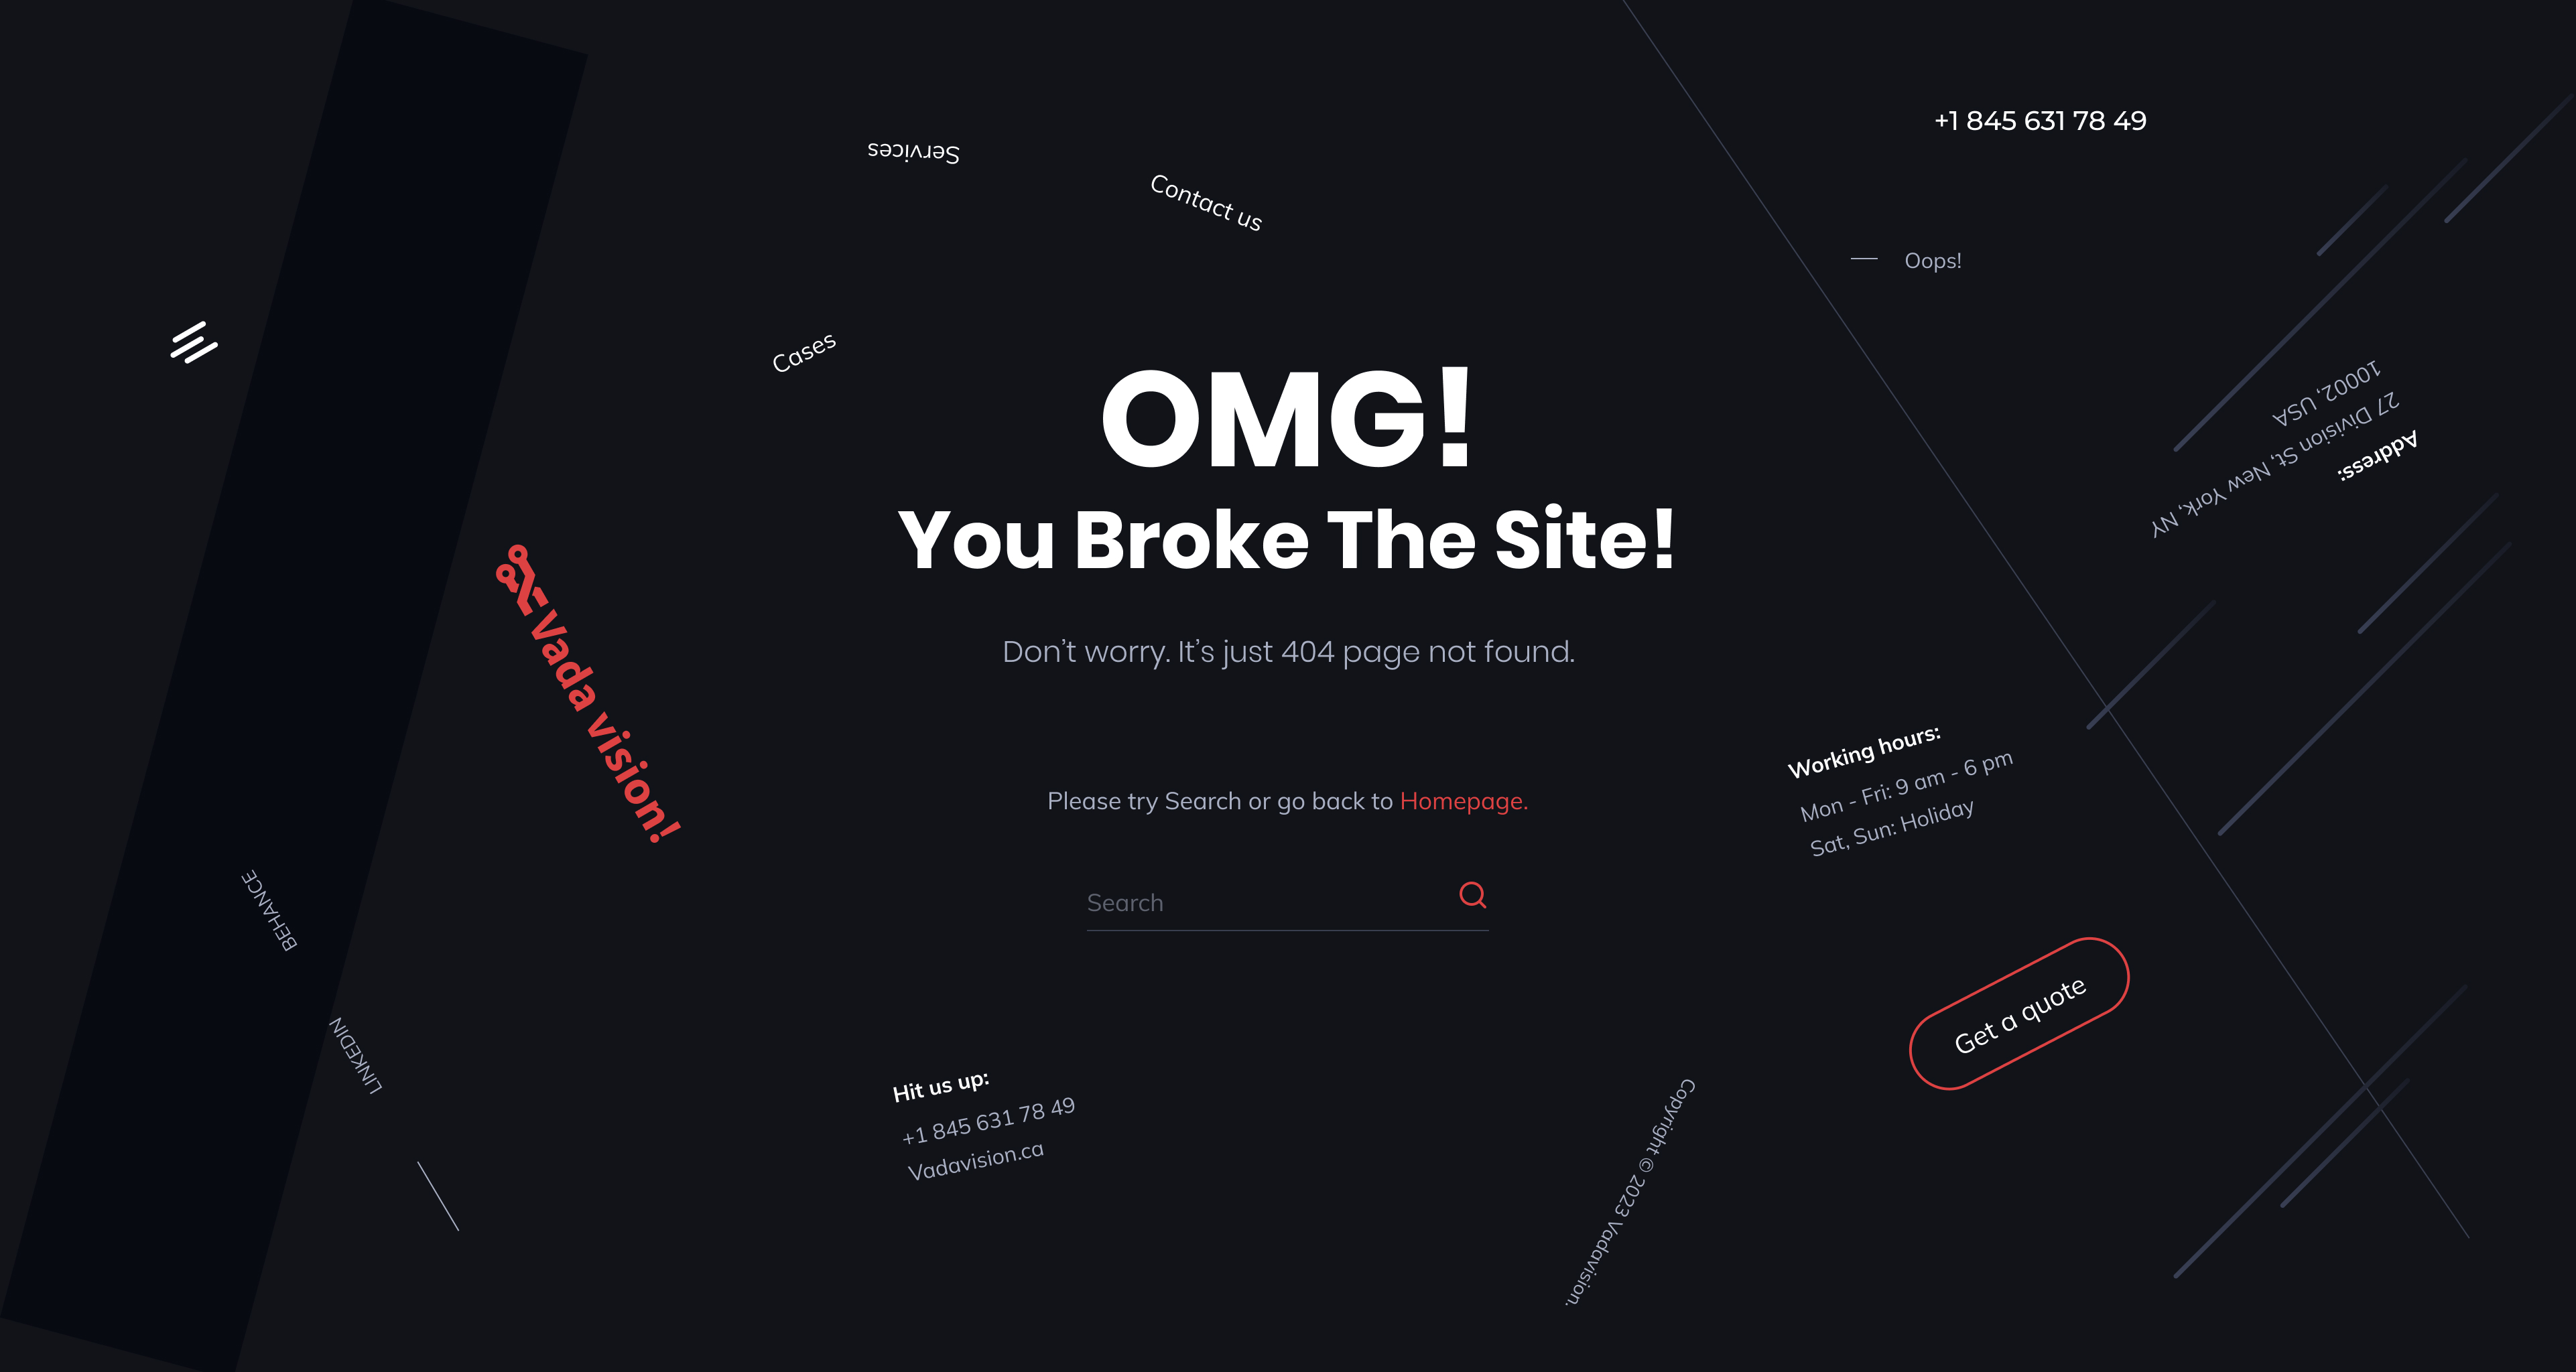 +1 845 631 78 49
Services
Contact us
Oops!
Cases
OMG!
You Broke The Site!
Address:
27 Division St, New York, NY
10002, USA
Vada vision!
Don’t worry. It’s just 404 page not found.
Please try Search or go back to Homepage.
Working hours:
Mon - Fri: 9 am - 6 pm
Sat, Sun: Holiday
Search
BEHANCE
LINKEDIN
Get a quote
Hit us up:
+1 845 631 78 49
Vadavision.ca
Copyright © 2023 Vadavision.